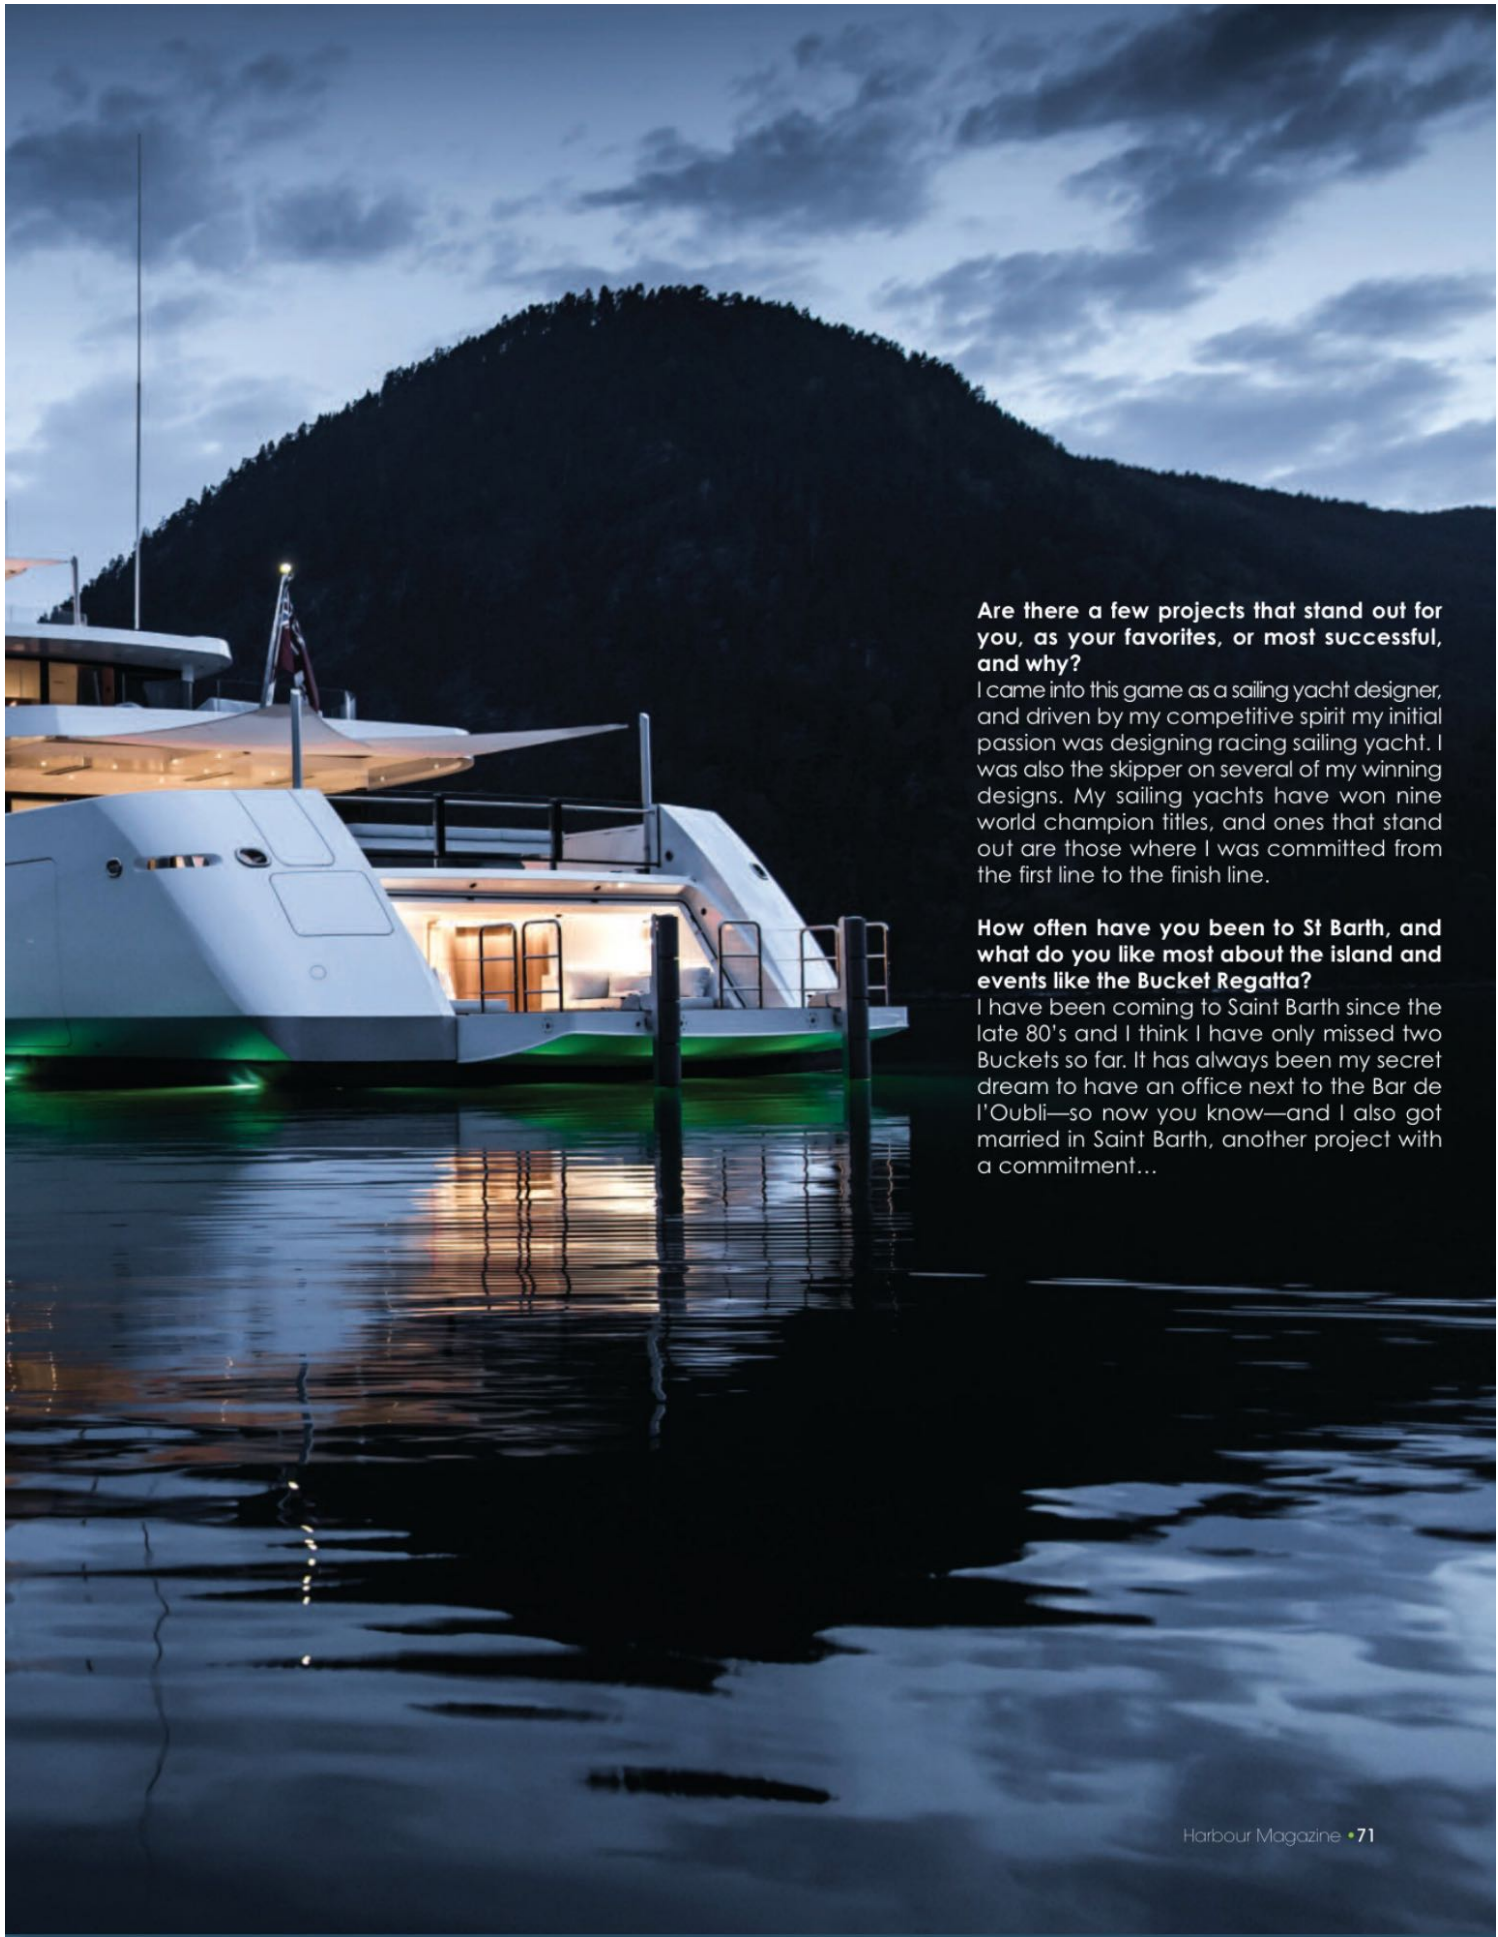 Are there a few projects that stand out for
you, as your favorites, or most successful,
and why?
I came into this game as a sailing yacht designer,
and driven by my competitive spirit my initial
passion was designing racing sailing yacht. I
was also the skipper on several of my winning
designs. My sailing yachts have won nine
world champion titles, and ones that stand
out are those where I was committed from
the first line to the finish line.
How often have you been to St Barth, and
what do you like most about the island and
events like the Bucket Regatta?
I have been coming to Saint Barth since the
late 80's and I think I have only missed two
Buckets so far. It has always been my secret
dream to have an office next to the Bar de
l'Oubli—so now you know—and I also got
married in Saint Barth, another project with
a commitment...
Harbour Magazine •71